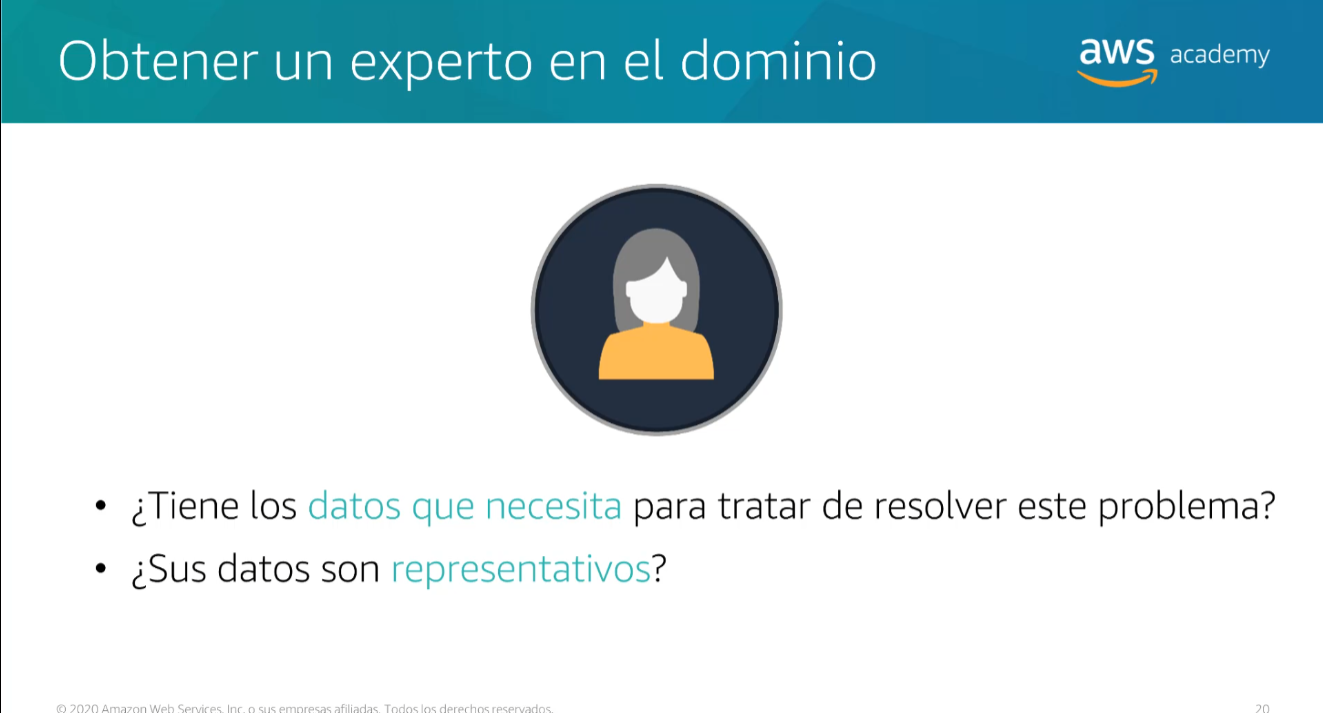 Obtener un experto en el dominio
aws academy
• ¿Tiene los datos que necesita para tratar de resolver este problema?
• ¿Sus datos son representativos?
© 2020 Amazon Web Services, Inc. o sus empresas afiliadas. Todos los derechos reservados.
20